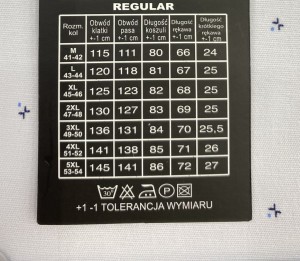 REGULAR
Rozm. koł Obwód klatki +-1 cm Obwód pasa +-1 cm Długość koszuli +-1 cm Długość rękawa +-1 cm Długość krótkiego rękawa +-1 cm
M 41-42 115 111 80 66 24
L 43-44 120 118 81 67 25
XL 45-46 125 123 82 68 25
2XL 47-48 130 127 83 69 25
3XL 49-50 136 131 84 70 25,5
4XL 51-52 141 138 85 71 26
5XL 53-54 145 141 86 72 27
30° P
+1 -1 TOLERANCJA WYMIARU